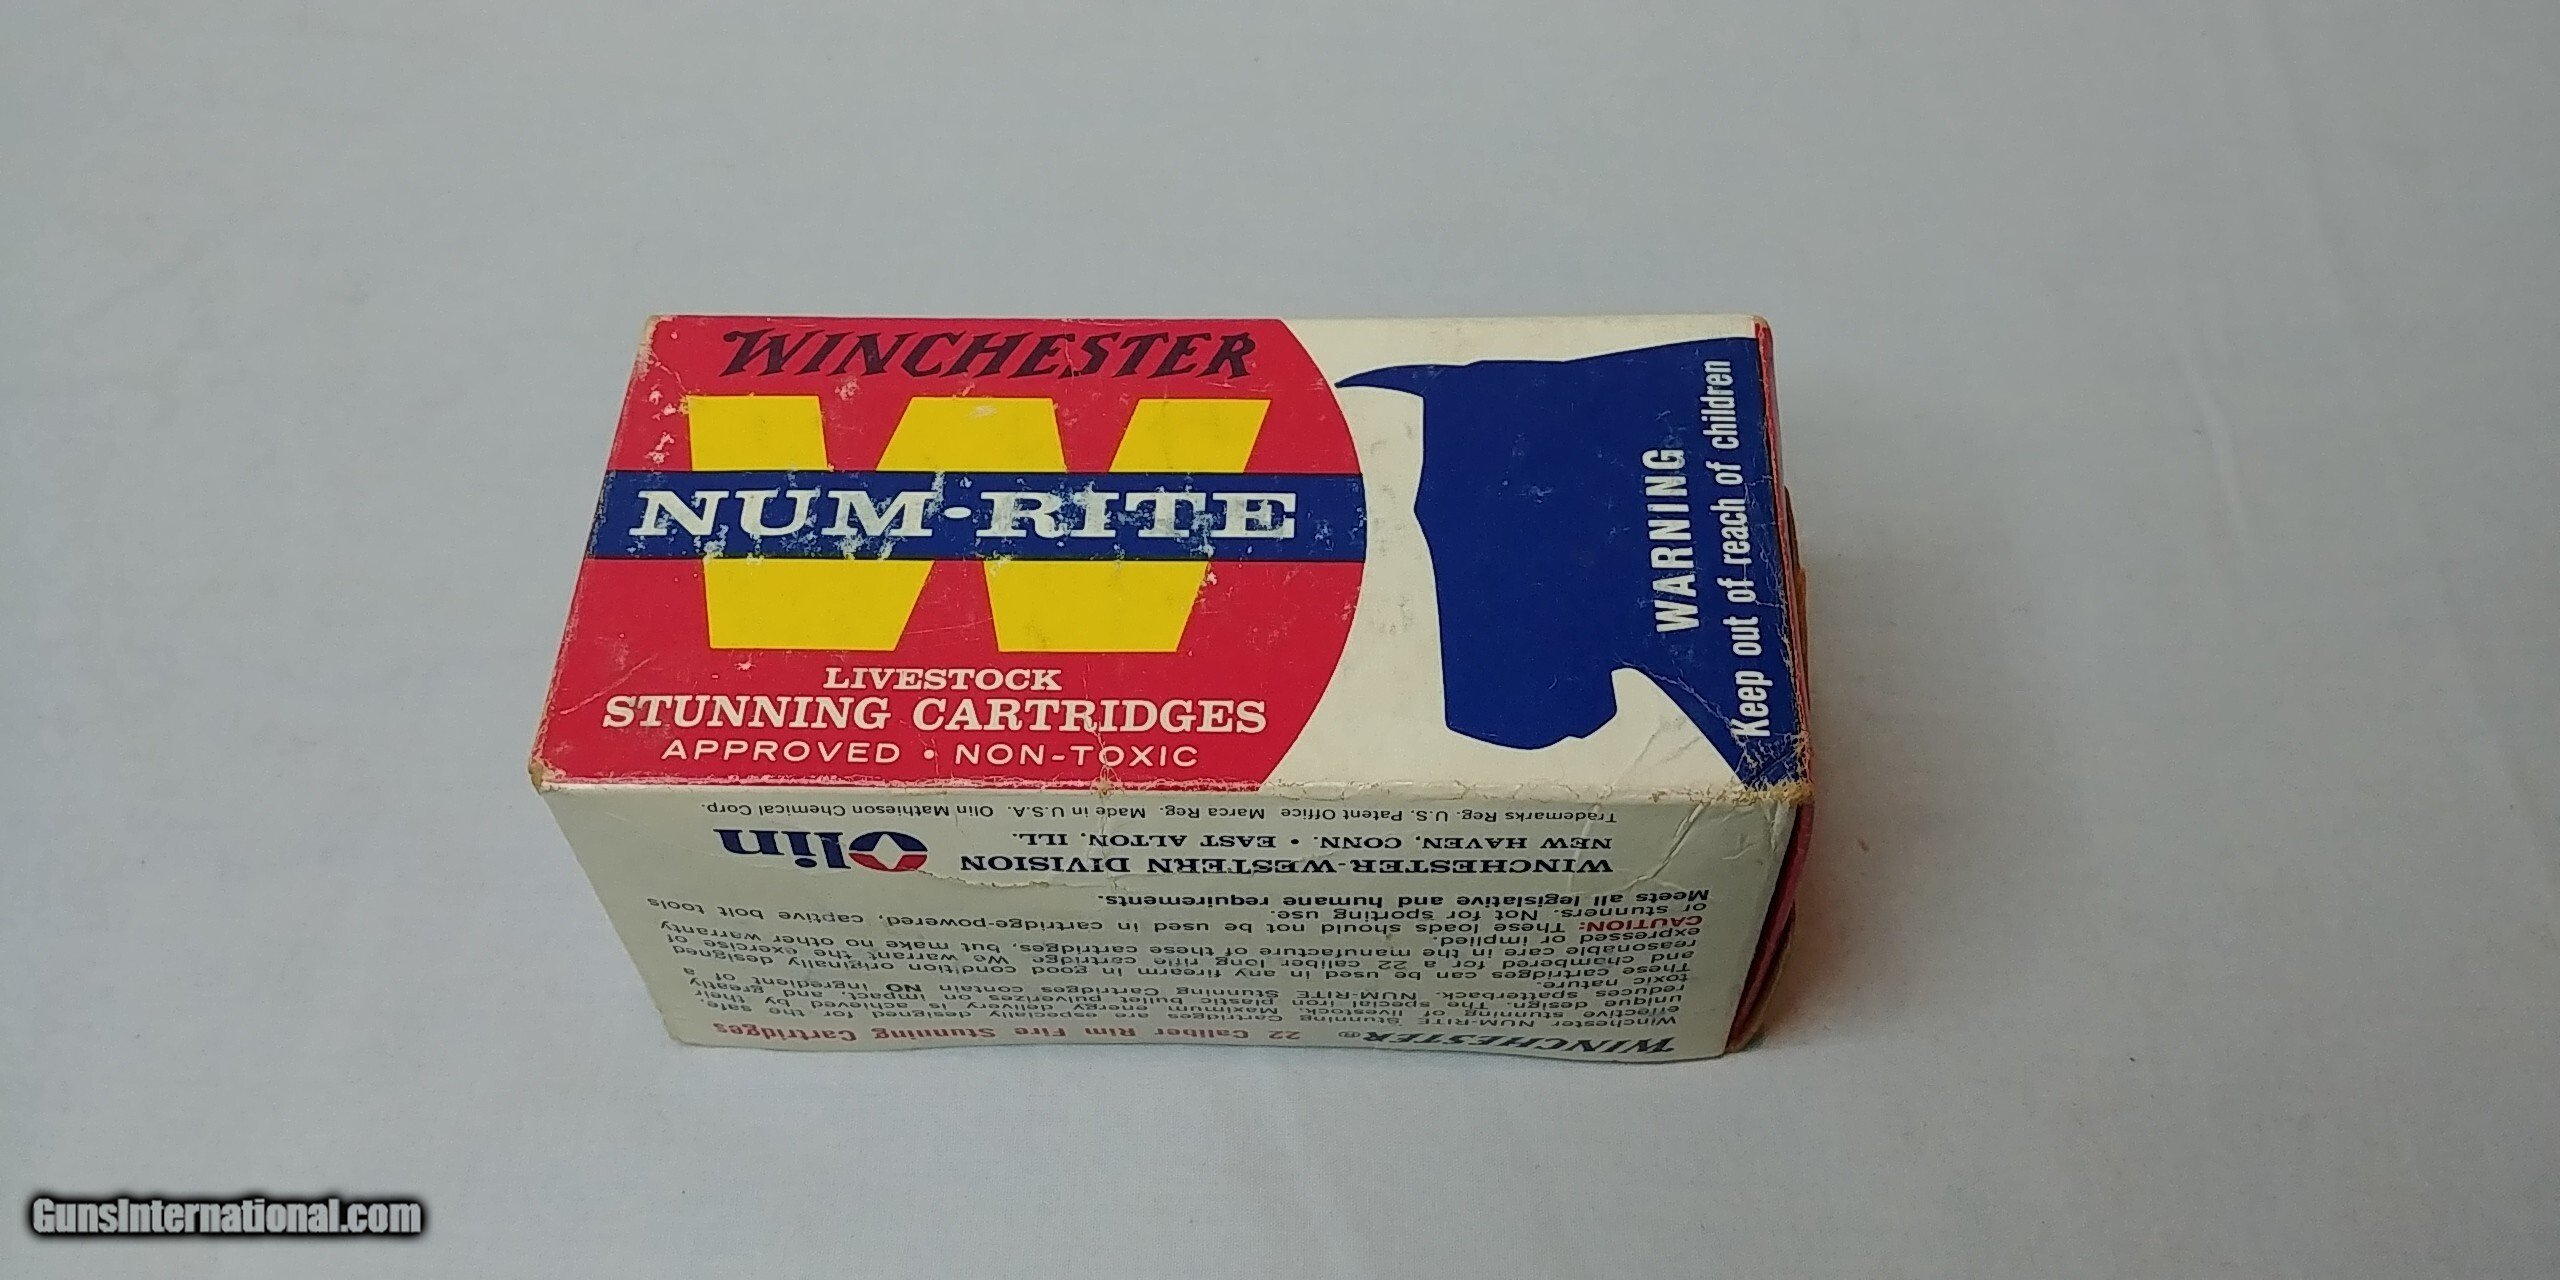 WINCHESTER
W
NUM·RITE
LIVESTOCK
STUNNING CARTRIDGES
APPROVED • NON-TOXIC
WARNING
Keep out of reach of children
WINCHESTER® 22 Caliber Rim Fire Stunning Cartridges
Winchester NUM-RITE Stunning Cartridges are especially designed for the safe,
effective stunning of livestock. Maximum energy delivery is achieved by their
unique design. The special iron plastic bullet pulverizes on impact, and greatly
reduces spatterback. NUM-RITE Stunning Cartridges contain NO ingredient of a
toxic nature.
These cartridges can be used in any firearm in good condition originally designed
and chambered for a 22 caliber long rifle cartridge. We warrant the exercise of
reasonable care in the manufacture of these cartridges, but make no other warranty
expressed or implied.
CAUTION: These loads should not be used in cartridge-powered, captive bolt tools
or stunners. Not for sporting use.
Meets all legislative and humane requirements.
WINCHESTER-WESTERN DIVISION Olin
NEW HAVEN, CONN. • EAST ALTON, ILL.
Trademarks Reg. U.S. Patent Office Marca Reg. Made in U.S.A. Olin Mathieson Chemical Corp.
GunsInternational.com